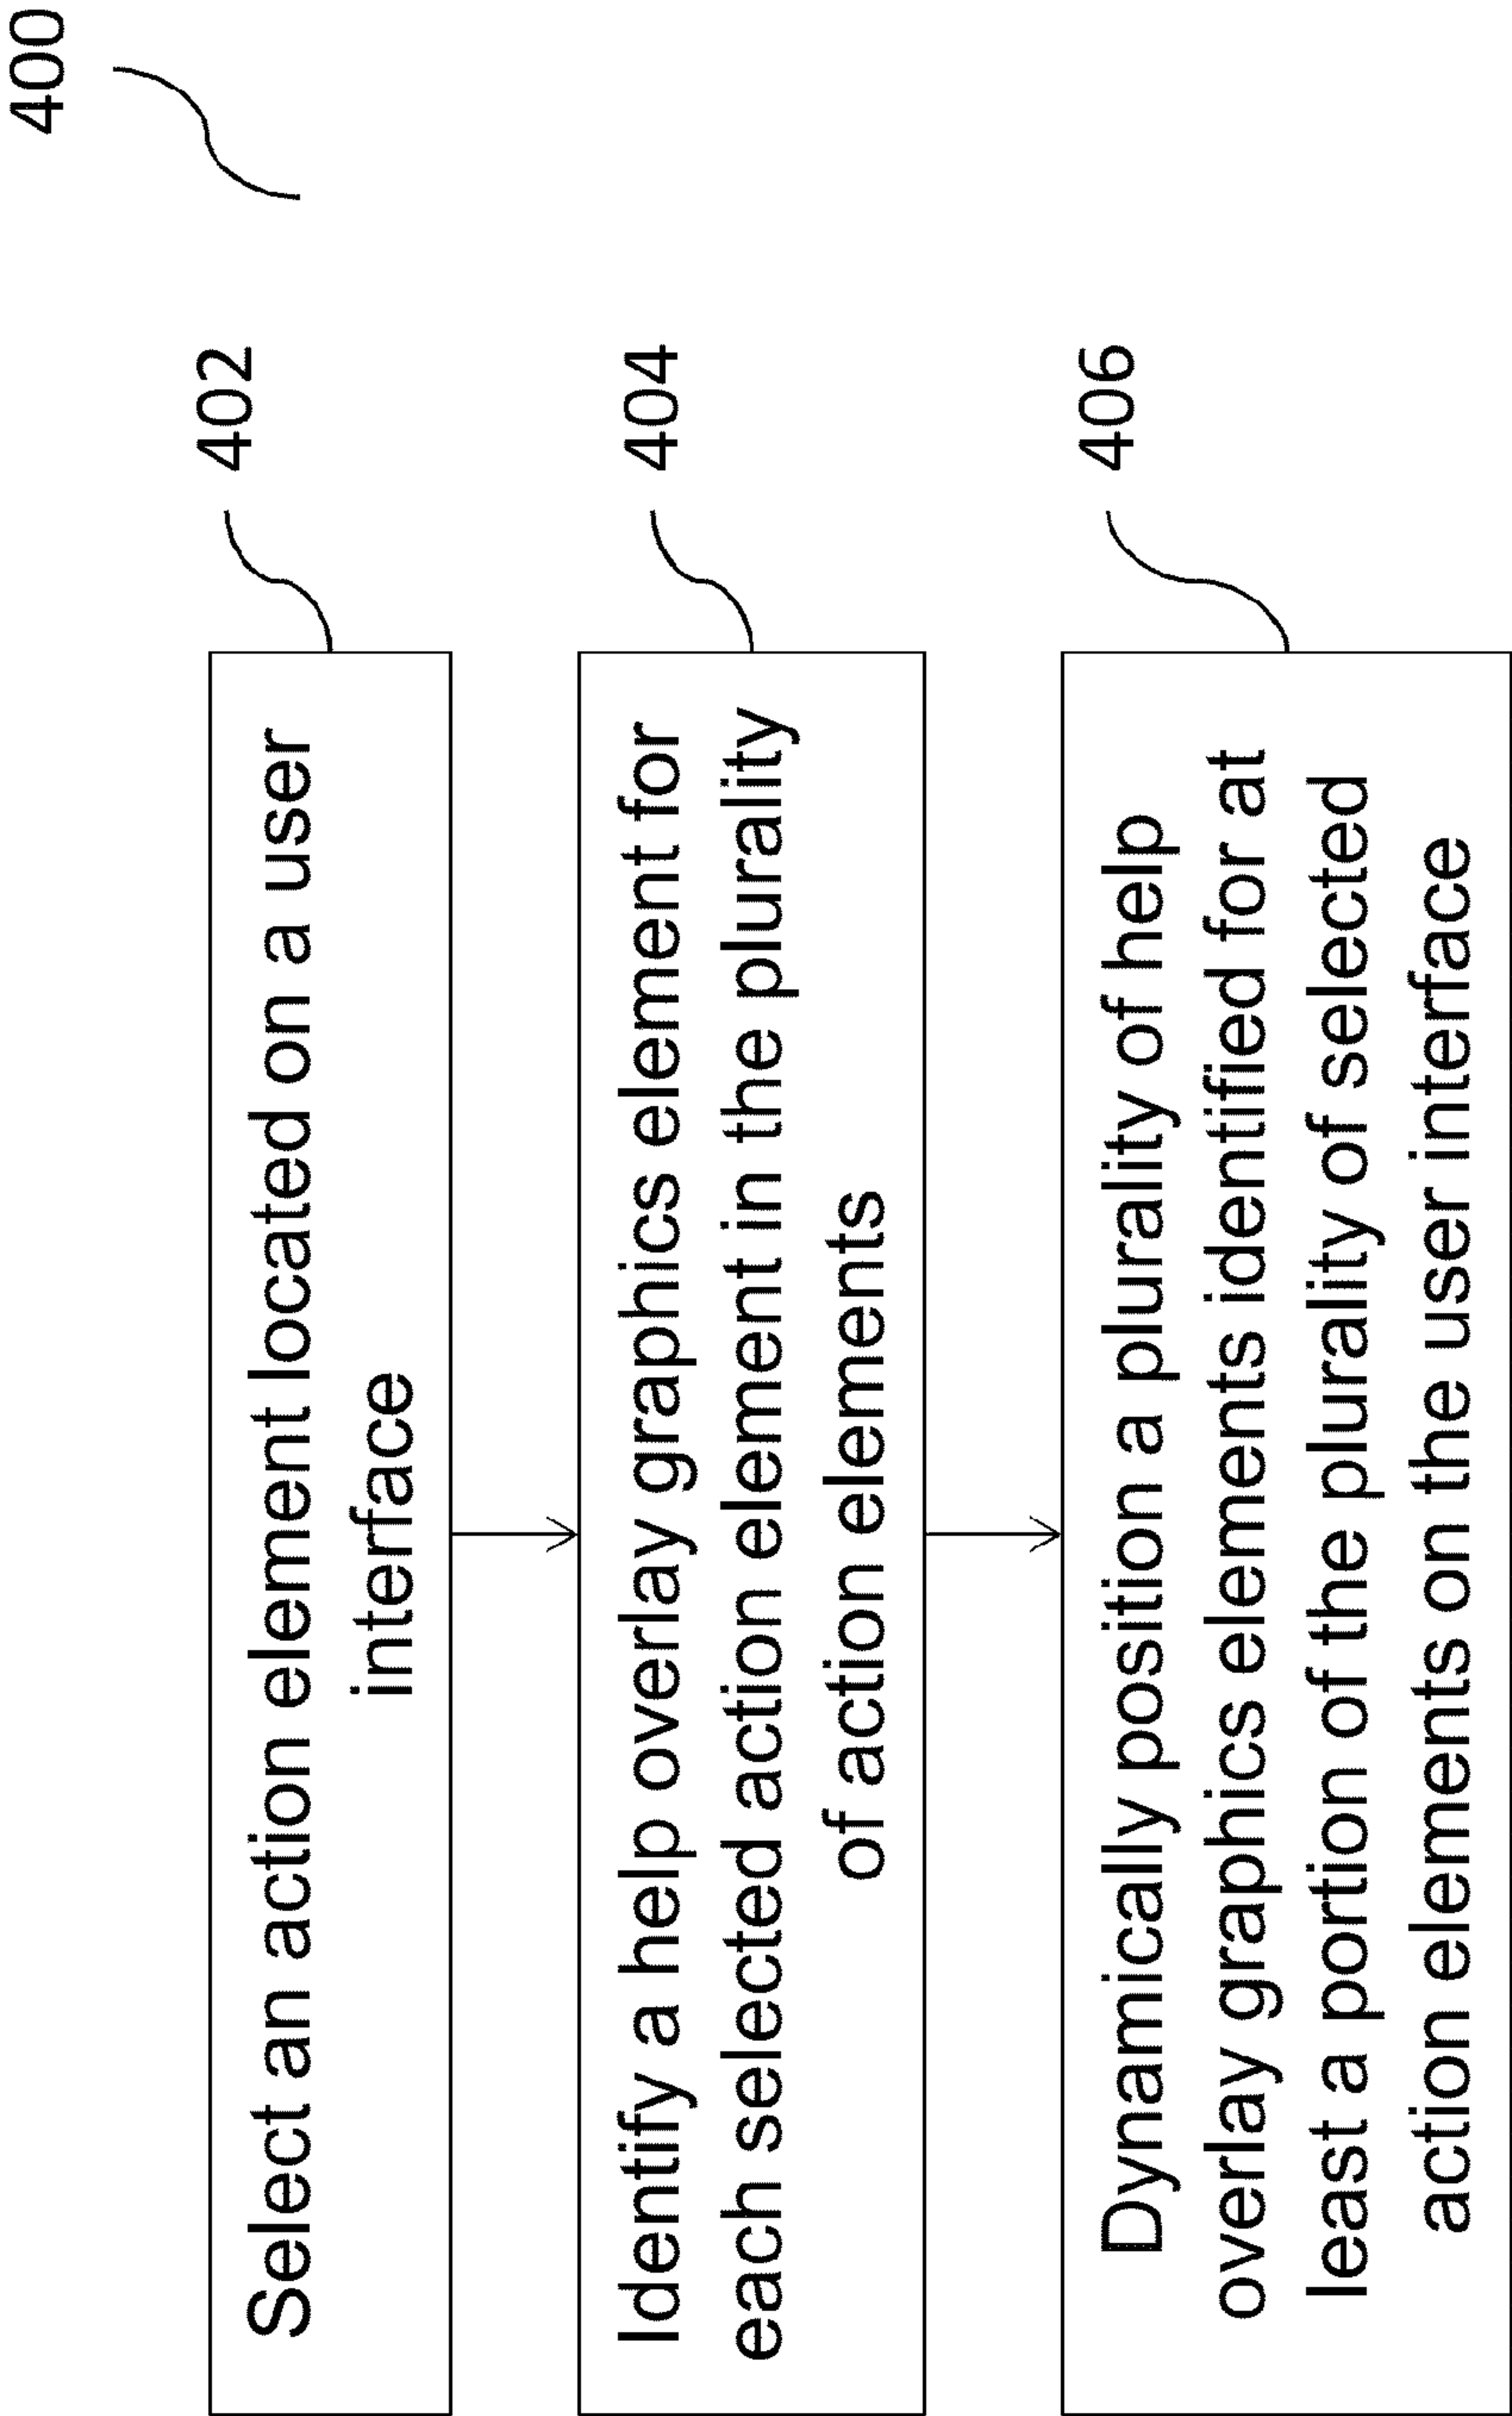 400
402
Select an action element located on a user
interface
404
Identify a help overlay graphics element for
each selected action element in the plurality
of action elements
406
Dynamically position a plurality of help
overlay graphics elements identified for at
least a portion of the plurality of selected
action elements on the user interface